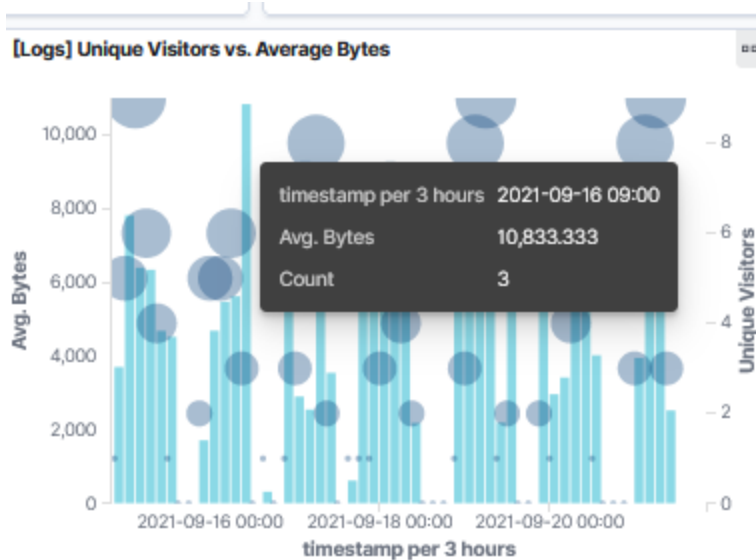 [Logs] Unique Visitors vs. Average Bytes
10,000
8,000
6,000
4,000
2,000
0
Avg. Bytes
timestamp per 3 hours 2021-09-16 09:00
Avg. Bytes 10,833.333
Count 3
8
6
4
2
0
Unique Visitors
2021-09-16 00:00 2021-09-18 00:00 2021-09-20 00:00
timestamp per 3 hours